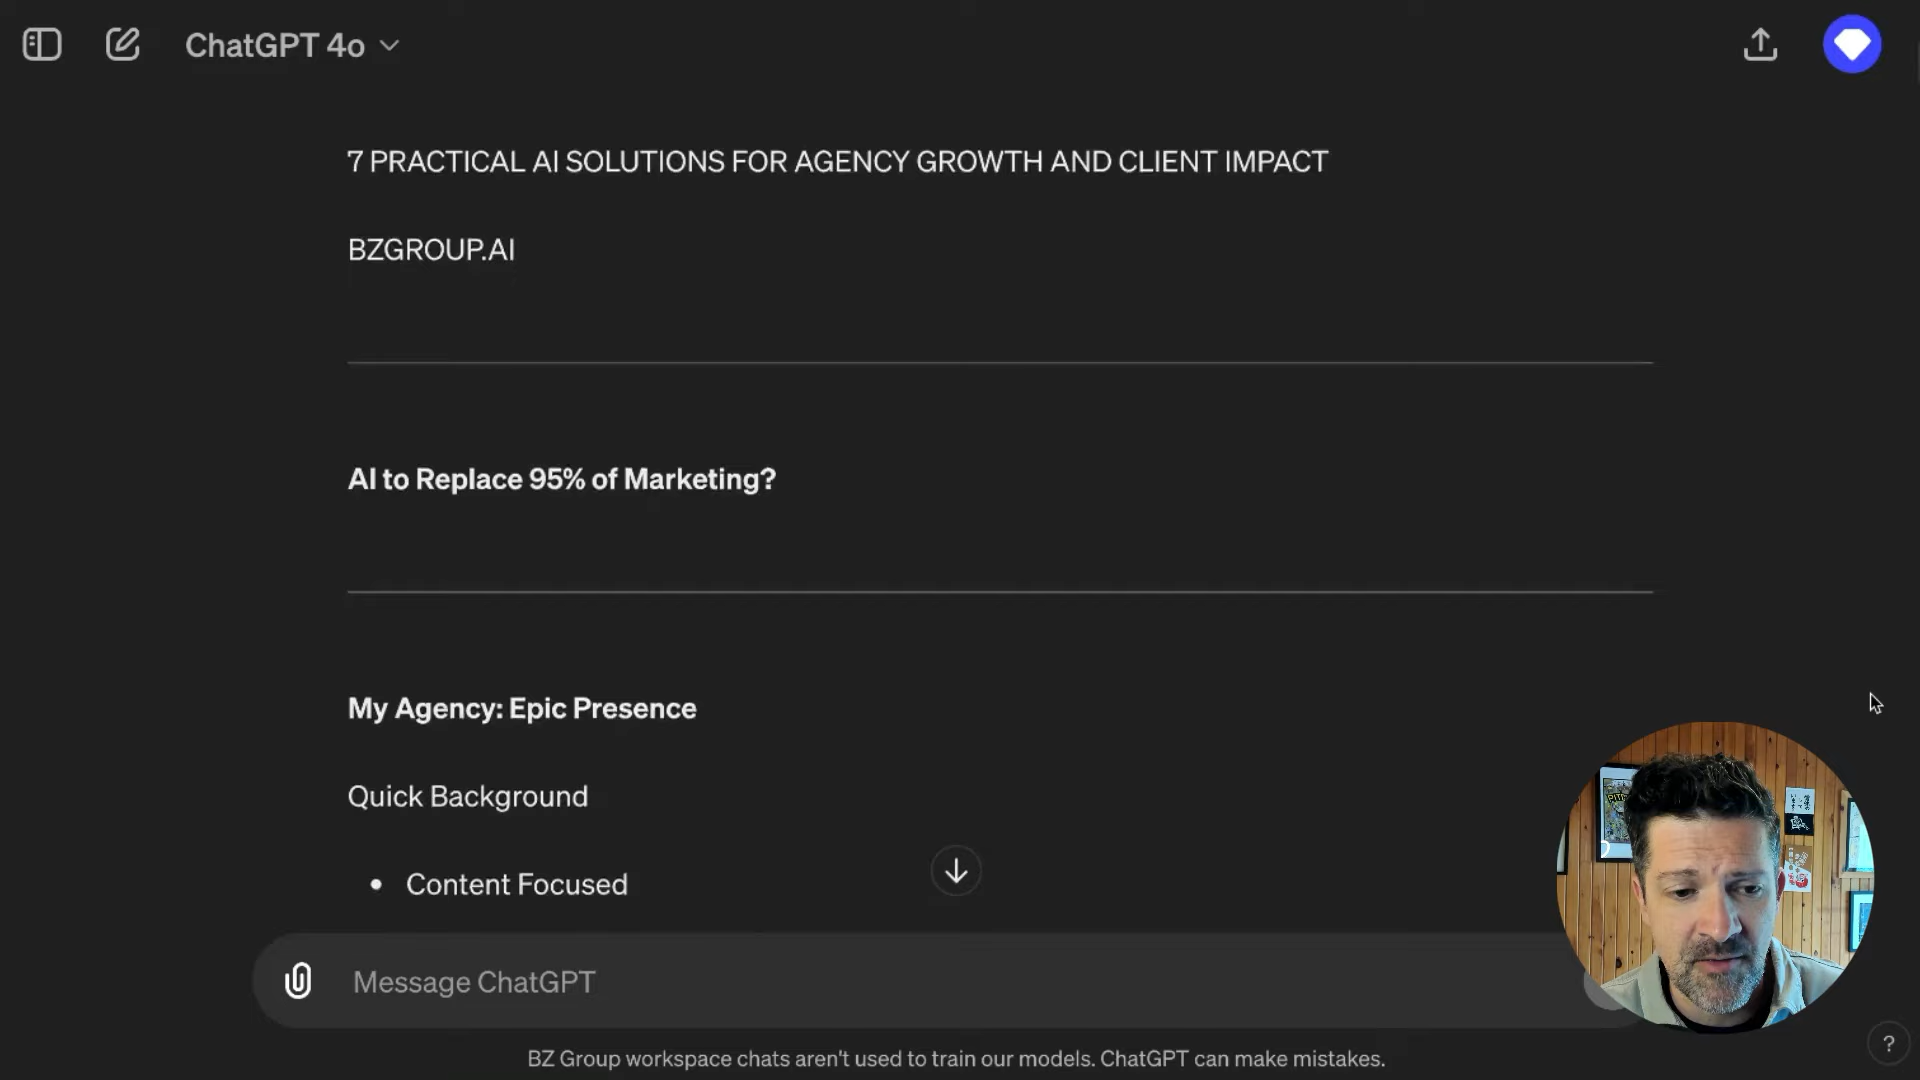 ChatGPT 4o
7 PRACTICAL AI SOLUTIONS FOR AGENCY GROWTH AND CLIENT IMPACT
BZGROUP.AI
AI to Replace 95% of Marketing?
My Agency: Epic Presence
Quick Background
• Content Focused
Message ChatGPT
BZ Group workspace chats aren't used to train our models. ChatGPT can make mistakes.
?